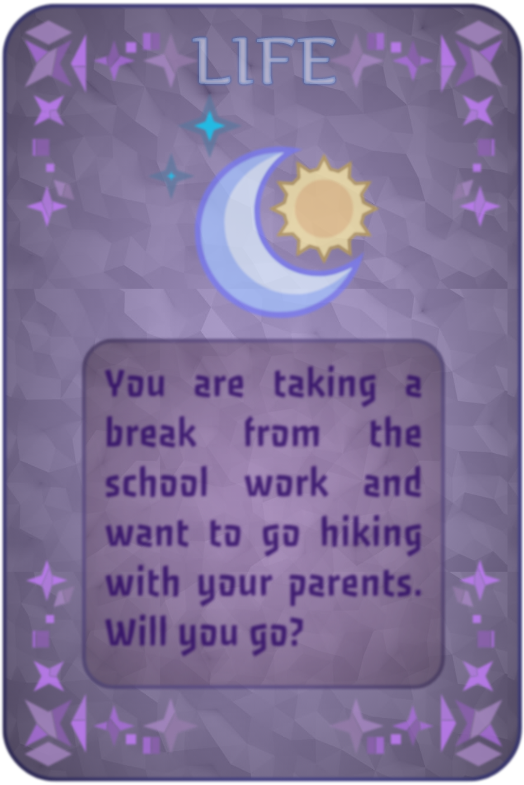 LIFE
You are taking a
break from the
school work and
want to go hiking
with your parents.
Will you go?